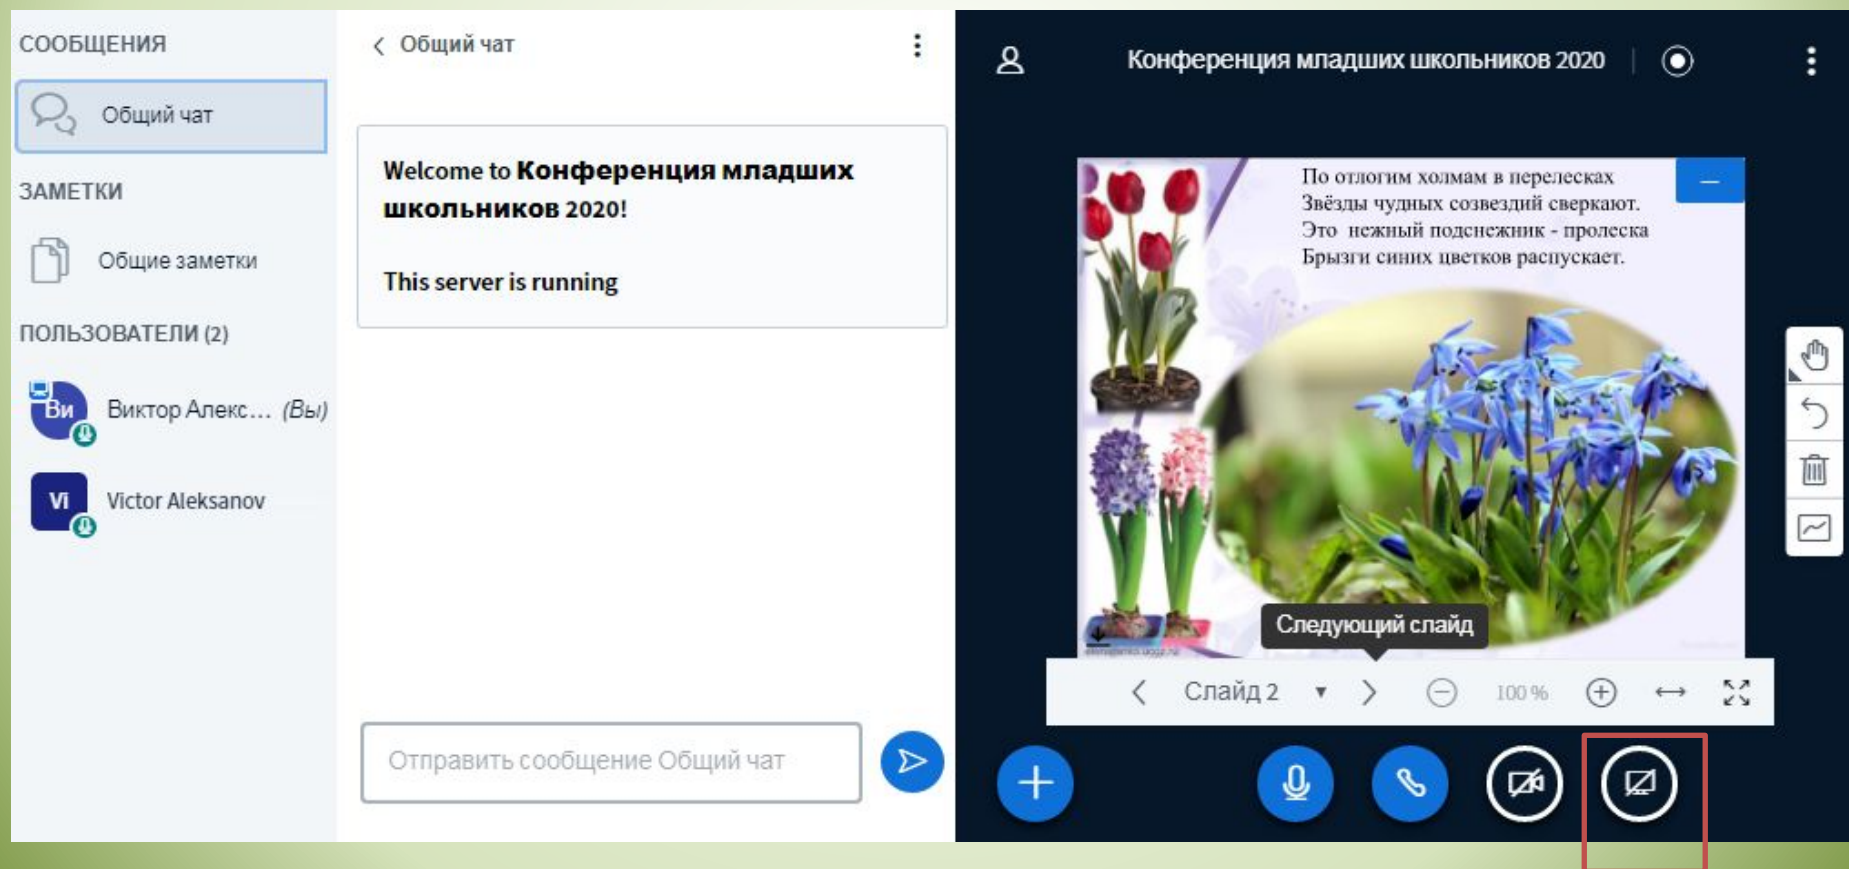 СООБЩЕНИЯ
Общий чат
ЗАМЕТКИ
Общие заметки
ПОЛЬЗОВАТЕЛИ (2)
Ви
Виктор Алекс... (Вы)
Vi
Victor Aleksanov
Общий чат
Welcome to Конференция младших
школьников 2020!
This server is running
Отправить сообщение Общий чат
Конференция младших школьников 2020
По отлогим холмам в перелесках
Звёзды чудных созвездий сверкают.
Это нежный подснежник - пролеска
Брызги синих цветков распускает.
Следующий слайд
Слайд 2
100 %